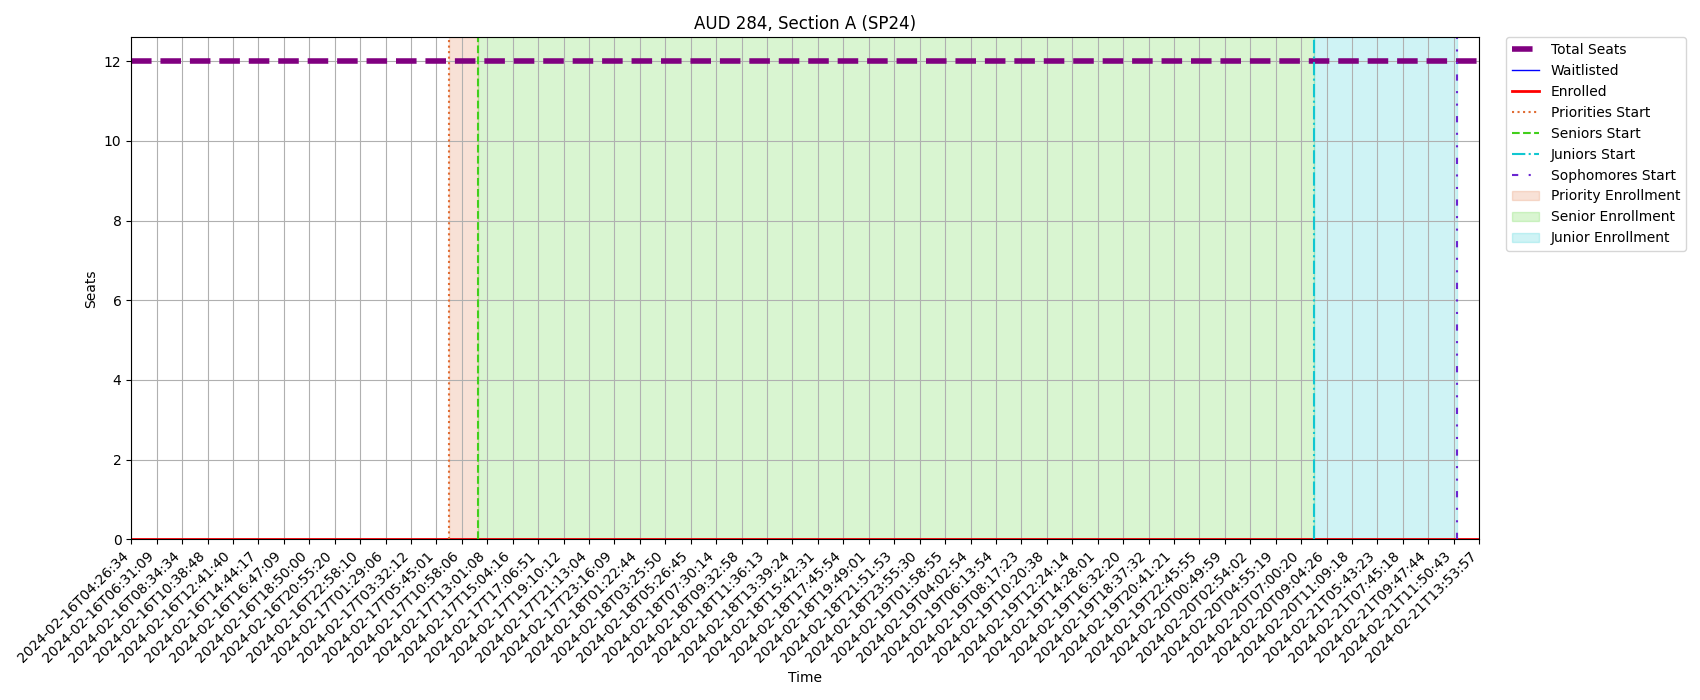 AUD 284, Section A (SP24)
Total Seats
Waitlisted
Enrolled
Priorities Start
Seniors Start
Juniors Start
Sophomores Start
Priority Enrollment
Senior Enrollment
Junior Enrollment
Seats
12
10
8
6
4
2
0
2024-02-16T04:26:34
2024-02-16T06:31:09
2024-02-16T08:34:34
2024-02-16T10:38:48
2024-02-16T12:41:40
2024-02-16T14:44:17
2024-02-16T16:47:09
2024-02-16T18:50:00
2024-02-16T20:55:20
2024-02-16T22:58:10
2024-02-17T01:29:06
2024-02-17T03:32:12
2024-02-17T05:45:01
2024-02-17T10:58:06
2024-02-17T13:01:08
2024-02-17T15:04:16
2024-02-17T17:06:51
2024-02-17T19:10:12
2024-02-17T21:13:04
2024-02-17T23:16:09
2024-02-18T01:22:44
2024-02-18T03:25:50
2024-02-18T05:26:45
2024-02-18T07:30:14
2024-02-18T09:32:58
2024-02-18T11:36:13
2024-02-18T13:39:24
2024-02-18T15:42:31
2024-02-18T17:45:54
2024-02-18T19:49:01
2024-02-18T21:51:53
2024-02-18T23:55:30
2024-02-19T01:58:55
2024-02-19T04:02:54
2024-02-19T06:13:54
2024-02-19T08:17:23
2024-02-19T10:20:38
2024-02-19T12:24:14
2024-02-19T14:28:01
2024-02-19T16:32:20
2024-02-19T18:37:32
2024-02-19T20:41:21
2024-02-19T22:45:55
2024-02-20T00:49:59
2024-02-20T02:54:02
2024-02-20T04:55:19
2024-02-20T07:00:20
2024-02-20T09:04:26
2024-02-20T11:09:18
2024-02-21T05:43:23
2024-02-21T07:45:18
2024-02-21T09:47:44
2024-02-21T11:50:43
2024-02-21T13:53:57
Time